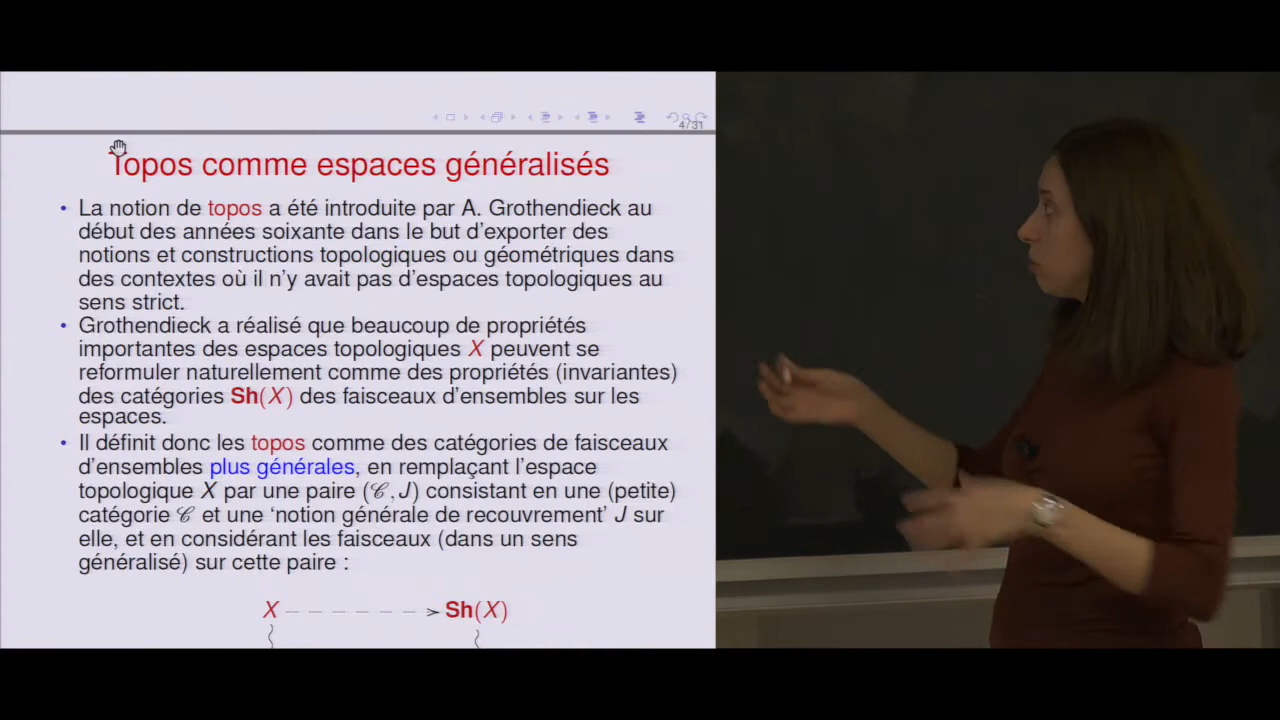 4/31
Topos comme espaces généralisés
• La notion de topos a été introduite par A. Grothendieck au
début des années soixante dans le but d'exporter des
notions et constructions topologiques ou géométriques dans
des contextes où il n'y avait pas d'espaces topologiques au
sens strict.
• Grothendieck a réalisé que beaucoup de propriétés
importantes des espaces topologiques X peuvent se
reformuler naturellement comme des propriétés (invariantes)
des catégories Sh(X) des faisceaux d'ensembles sur les
espaces.
• Il définit donc les topos comme des catégories de faisceaux
d'ensembles plus générales, en remplaçant l'espace
topologique X par une paire (𝒞, J) consistant en une (petite)
catégorie 𝒞 et une ‘notion générale de recouvrement’ J sur
elle, et en considérant les faisceaux (dans un sens
généralisé) sur cette paire :
X – – – – – – > Sh(X)